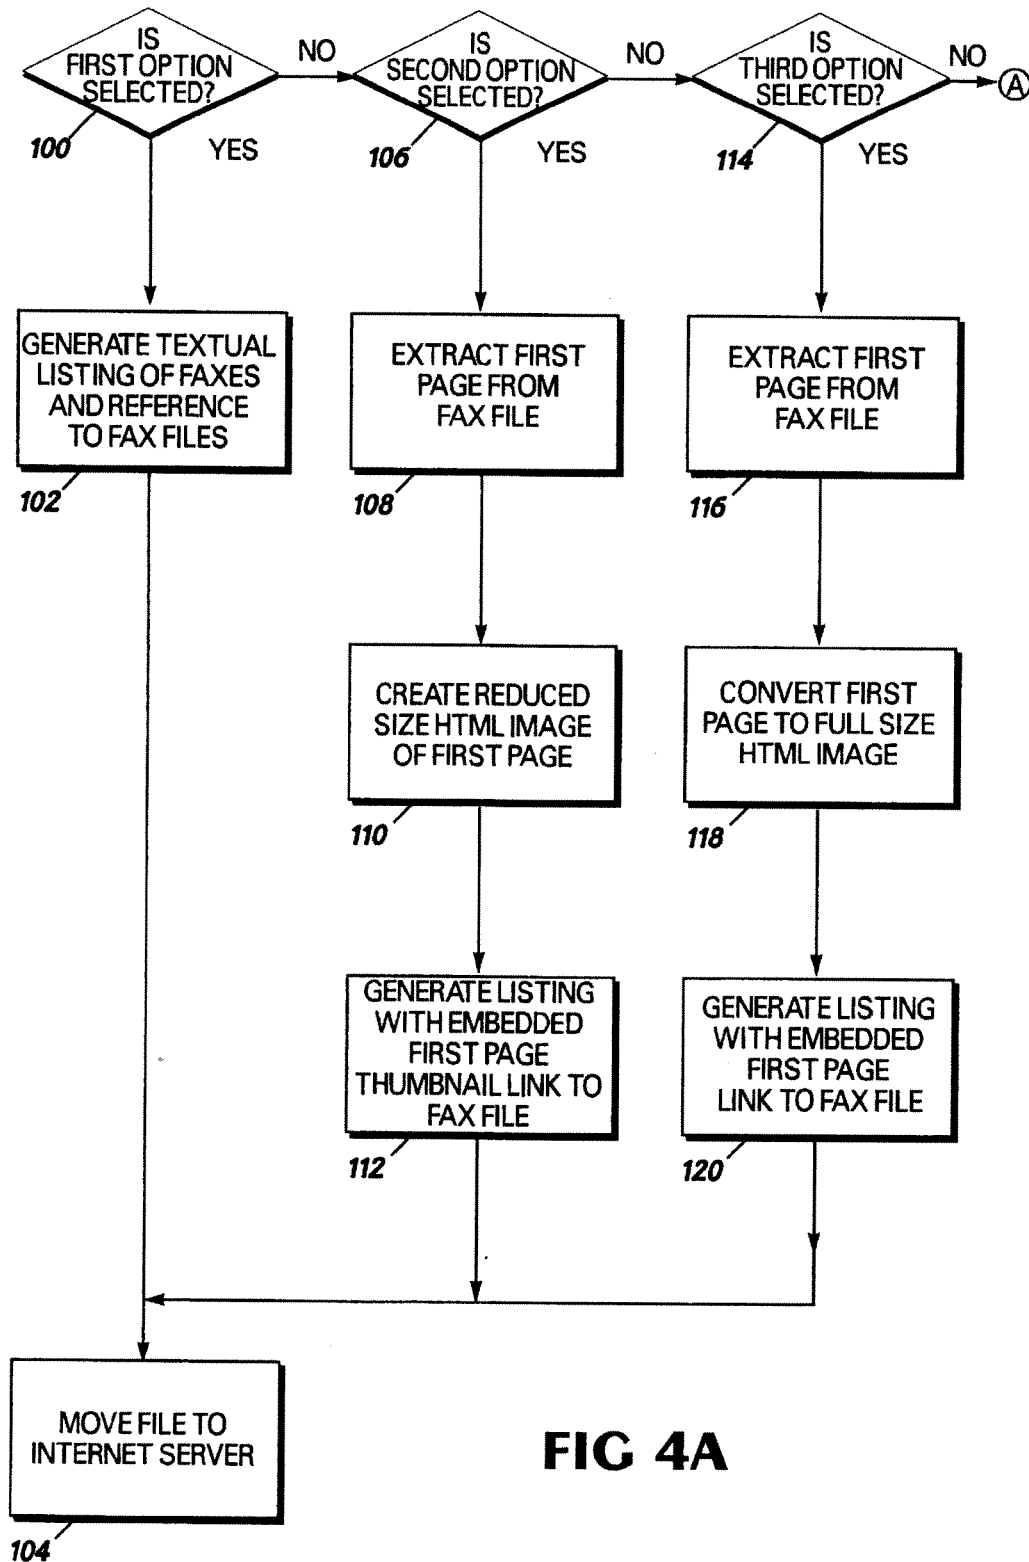 IS
FIRST OPTION
SELECTED?
NO
100
YES
IS
SECOND OPTION
SELECTED?
NO
106
YES
IS
THIRD OPTION
SELECTED?
NO
A
114
YES
GENERATE TEXTUAL
LISTING OF FAXES
AND REFERENCE
TO FAX FILES
102
EXTRACT FIRST
PAGE FROM
FAX FILE
108
EXTRACT FIRST
PAGE FROM
FAX FILE
116
CREATE REDUCED
SIZE HTML IMAGE
OF FIRST PAGE
110
CONVERT FIRST
PAGE TO FULL SIZE
HTML IMAGE
118
GENERATE LISTING
WITH EMBEDDED
FIRST PAGE
THUMBNAIL LINK TO
FAX FILE
112
GENERATE LISTING
WITH EMBEDDED
FIRST PAGE
LINK TO FAX FILE
120
MOVE FILE TO
INTERNET SERVER
104
FIG 4A